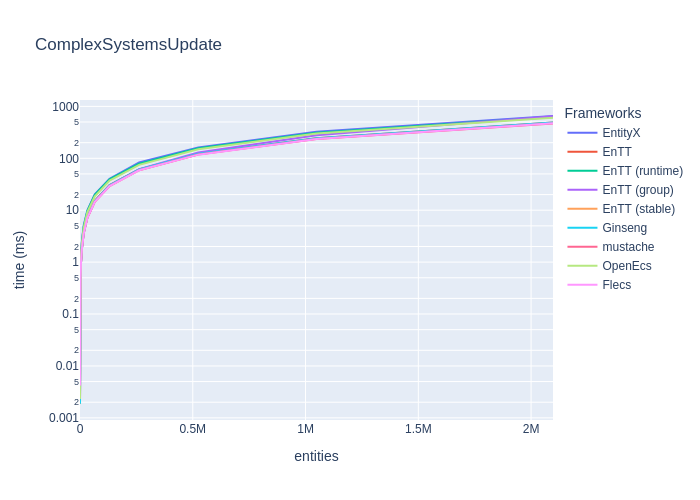 ComplexSystemsUpdate
1000
5
2
100
5
2
10
5
2
1
5
2
0.1
5
2
0.01
5
2
0.001
0
0.5M
1M
1.5M
2M
time (ms)
entities
Frameworks
EntityX
EnTT
EnTT (runtime)
EnTT (group)
EnTT (stable)
Ginseng
mustache
OpenEcs
Flecs